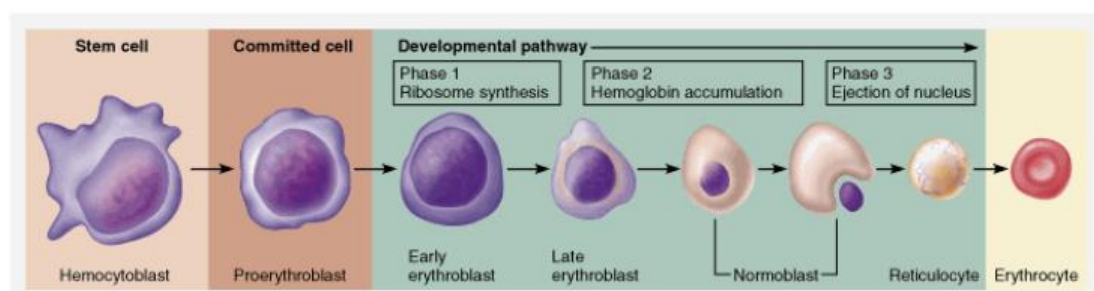 Stem cell
Committed cell
Developmental pathway
Phase 1
Ribosome synthesis
Phase 2
Hemoglobin accumulation
Phase 3
Ejection of nucleus
Hemocytoblast
Proerythroblast
Early
erythroblast
Late
erythroblast
Normoblast
Reticulocyte
Erythrocyte